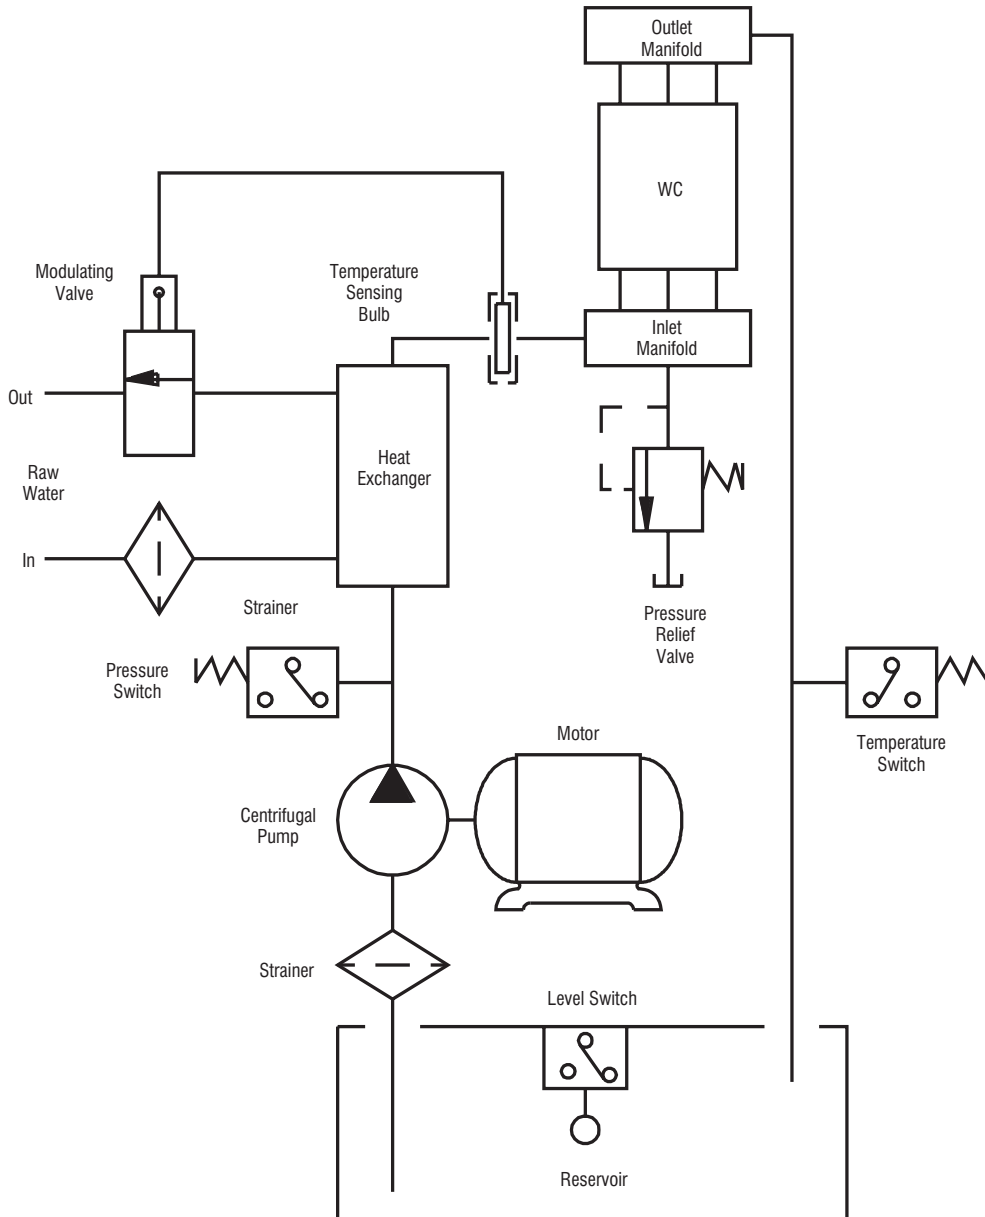 Outlet
Manifold
WC
Modulating
Valve
Temperature
Sensing
Bulb
Inlet
Manifold
Out
Heat
Exchanger
Raw
Water
In
Strainer
Pressure
Relief
Valve
Pressure
Switch
Motor
Temperature
Switch
Centrifugal
Pump
Strainer
Level Switch
Reservoir